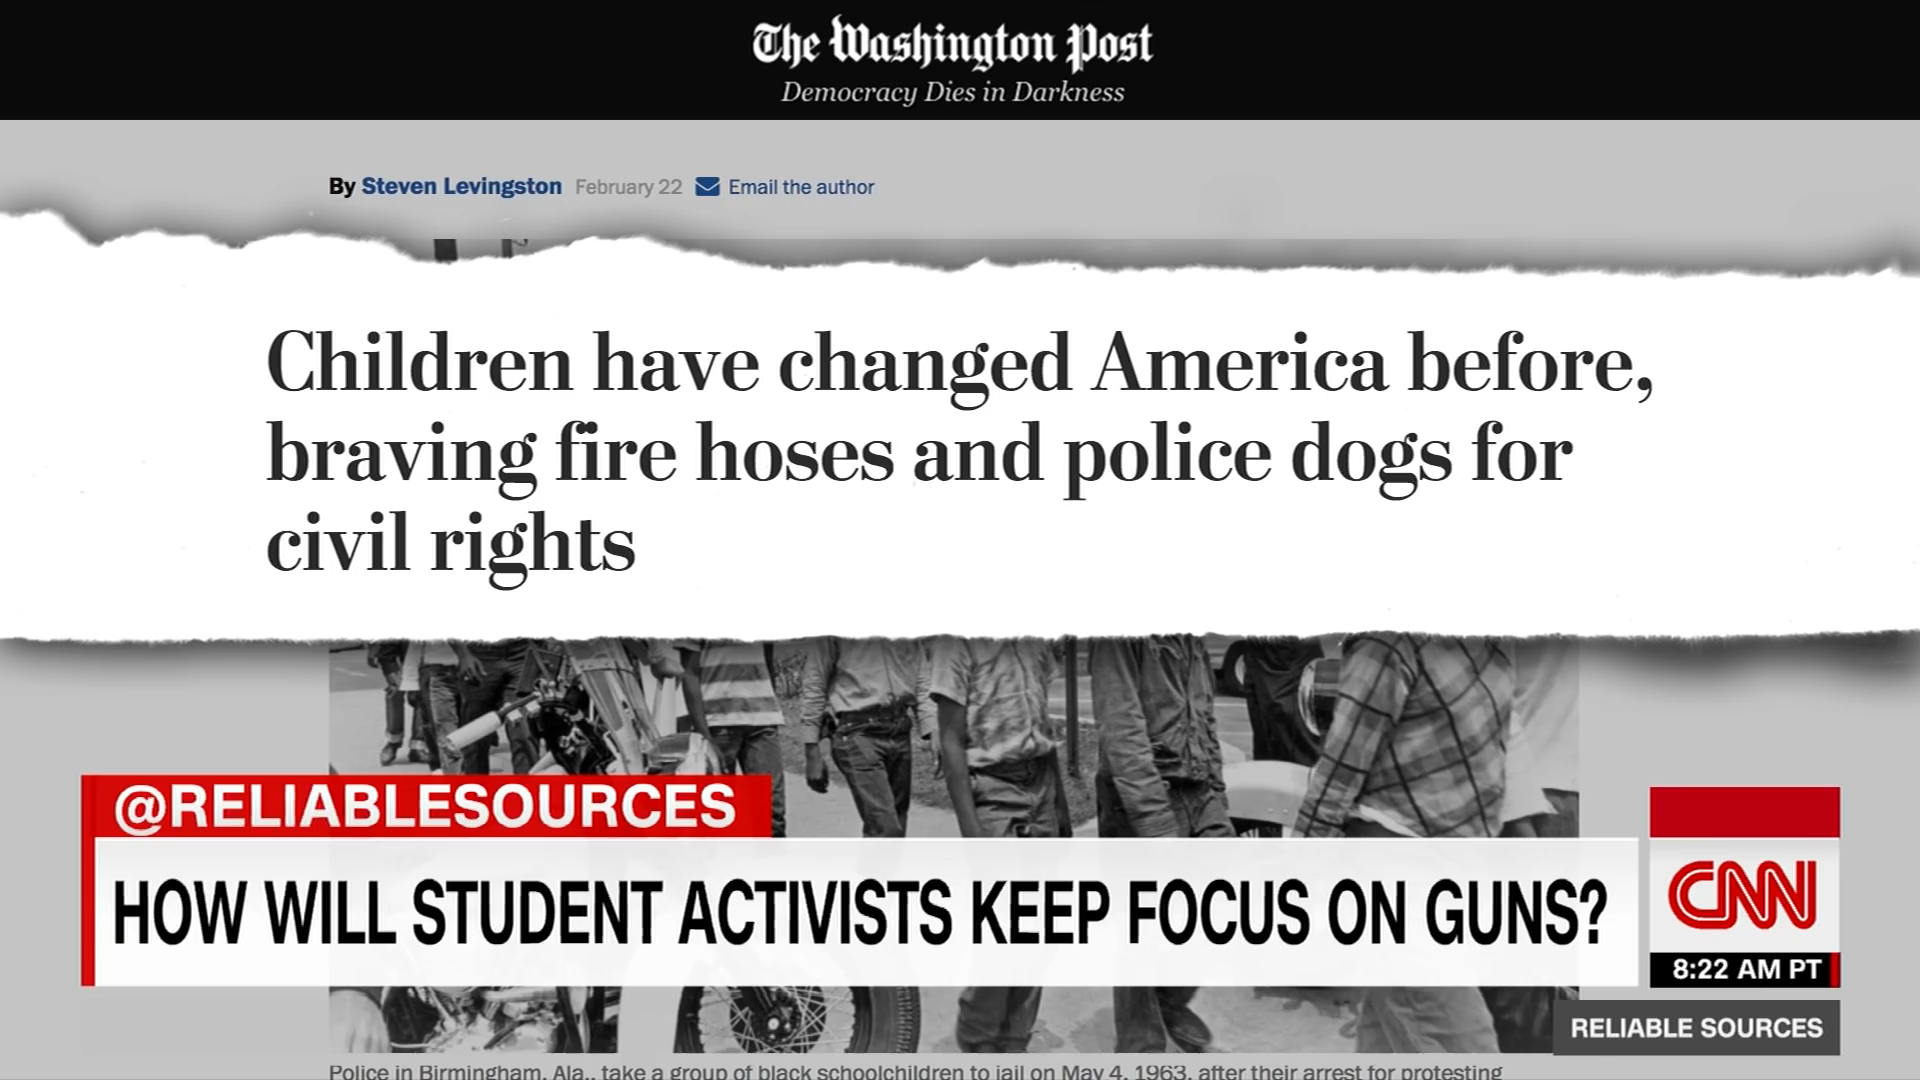 The Washington Post
Democracy Dies in Darkness
By Steven Levingston February 22 Email the author
Children have changed America before,
braving fire hoses and police dogs for
civil rights
@RELIABLESOURCES
HOW WILL STUDENT ACTIVISTS KEEP FOCUS ON GUNS?
CNN
8:22 AM PT
RELIABLE SOURCES
Police in Birmingham, Ala., take a group of black schoolchildren to jail on May 4, 1963, after their arrest for protesting